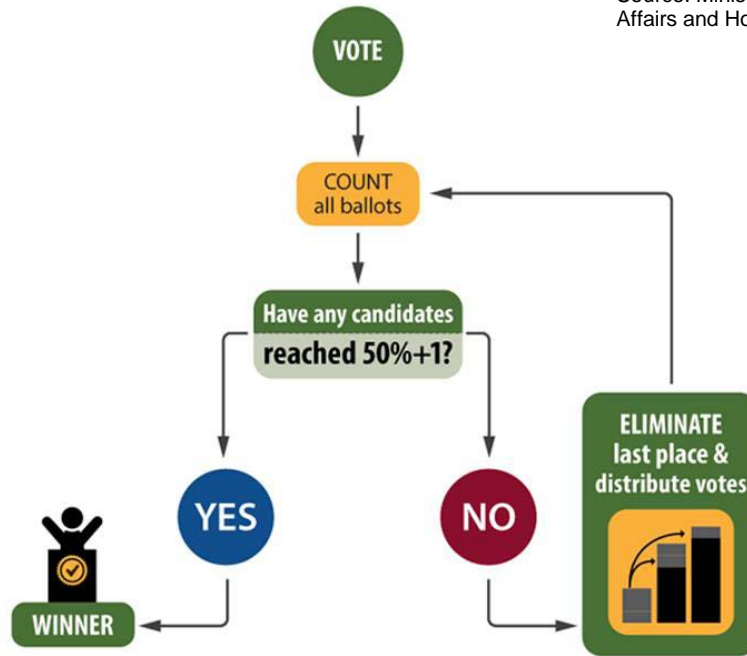 Affairs and Ho
VOTE
COUNT
all ballots
Have any candidates
reached 50%+1?
YES
NO
ELIMINATE
last place &
distribute votes
WINNER